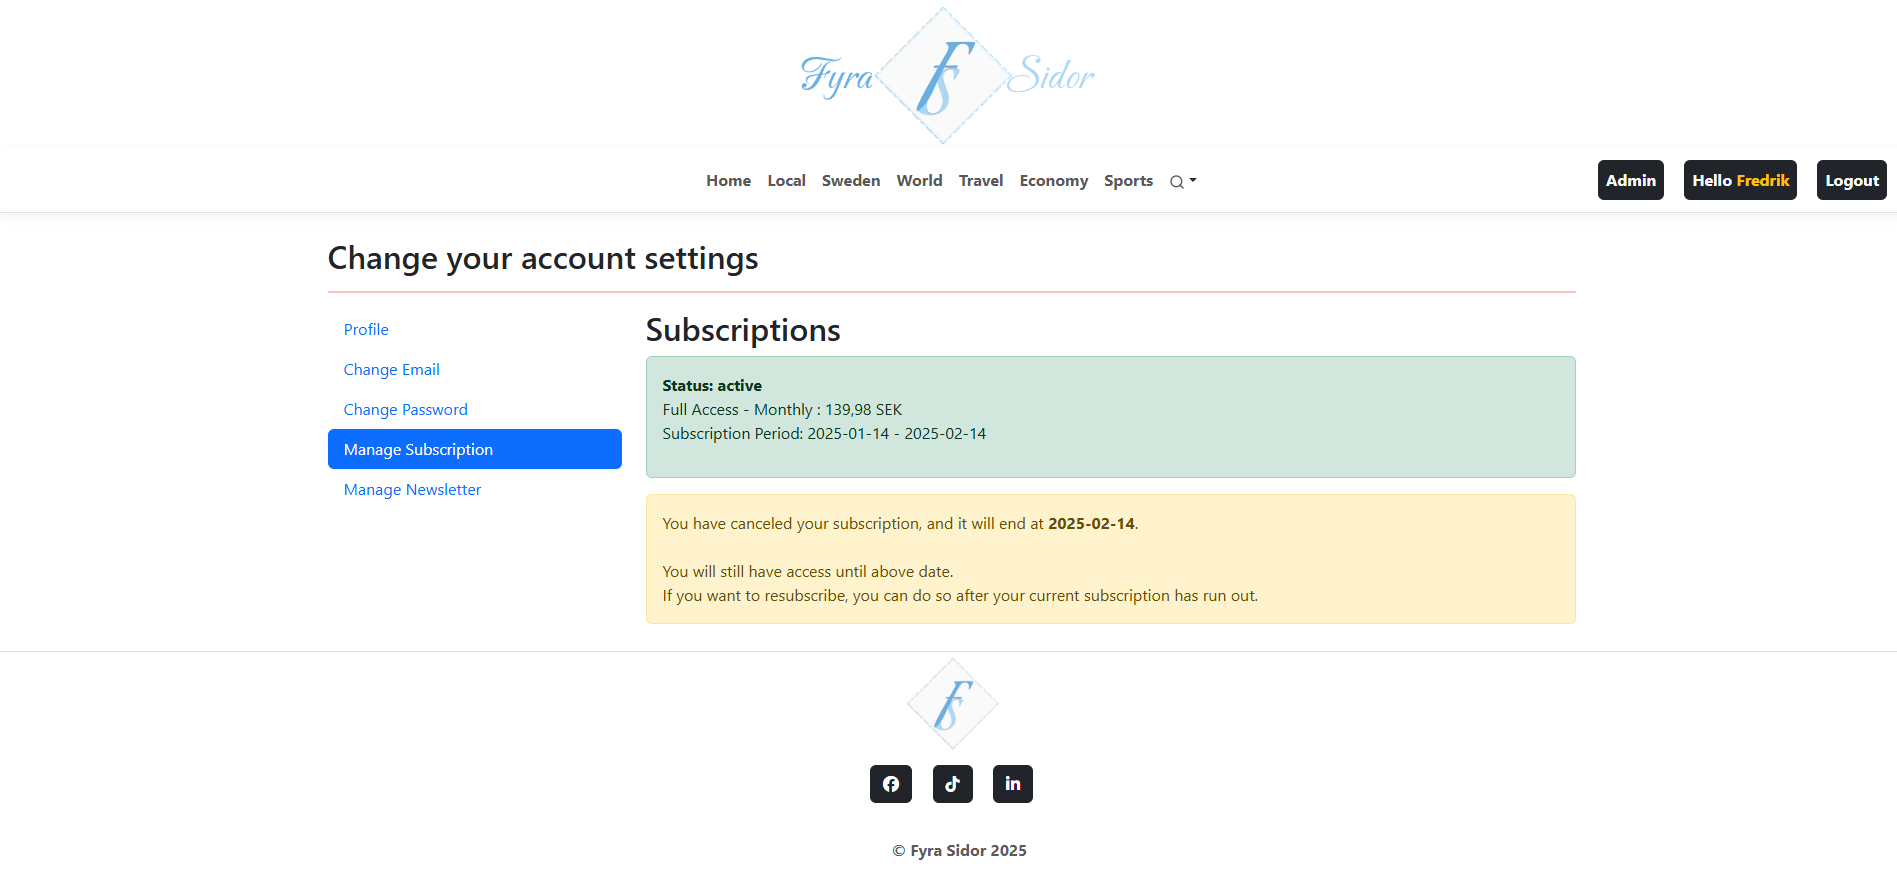 Fyra FS Sidor
Home Local Sweden World Travel Economy Sports
Admin Hello Fredrik Logout
Change your account settings
Profile
Change Email
Change Password
Manage Subscription
Manage Newsletter
Subscriptions
Status: active
Full Access - Monthly : 139,98 SEK
Subscription Period: 2025-01-14 - 2025-02-14
You have canceled your subscription, and it will end at 2025-02-14.
You will still have access until above date.
If you want to resubscribe, you can do so after your current subscription has run out.
FS
in
© Fyra Sidor 2025